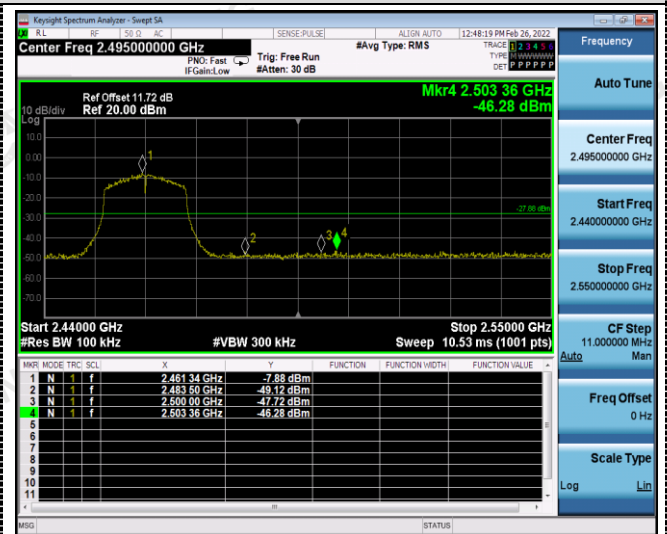 Keysight Spectrum Analyzer - Swept SA
RL RF 50 Ω AC SENSE:PULSE ALIGN AUTO 12:48:19 PM Feb 26, 2022
Center Freq 2.495000000 GHz #Avg Type: RMS TRACE 1 2 3 4 5 6
PNO: Fast Trig: Free Run TYPE M WWWWW
IFGain:Low #Atten: 30 dB DET P P P P P P
Mkr4 2.503 36 GHz
-46.28 dBm
Ref Offset 11.72 dB
10 dB/div Ref 20.00 dBm
Log
10.0
0.00
-10.0
-20.0
-30.0
-40.0
-50.0
-60.0
-70.0
1
2
3
4
-27.88 dBm
Start 2.44000 GHz Stop 2.55000 GHz
#Res BW 100 kHz #VBW 300 kHz Sweep 10.53 ms (1001 pts)
MKR MODE TRC SCL X Y FUNCTION FUNCTION WIDTH FUNCTION VALUE
1 N 1 f 2.461 34 GHz -7.88 dBm
2 N 1 f 2.483 50 GHz -49.12 dBm
3 N 1 f 2.500 00 GHz -47.72 dBm
4 N 1 f 2.503 36 GHz -46.28 dBm
5
6
7
8
9
10
11
MSG STATUS
Frequency
Auto Tune
Center Freq
2.495000000 GHz
Start Freq
2.440000000 GHz
Stop Freq
2.550000000 GHz
CF Step
11.000000 MHz
Auto Man
Freq Offset
0 Hz
Scale Type
Log Lin